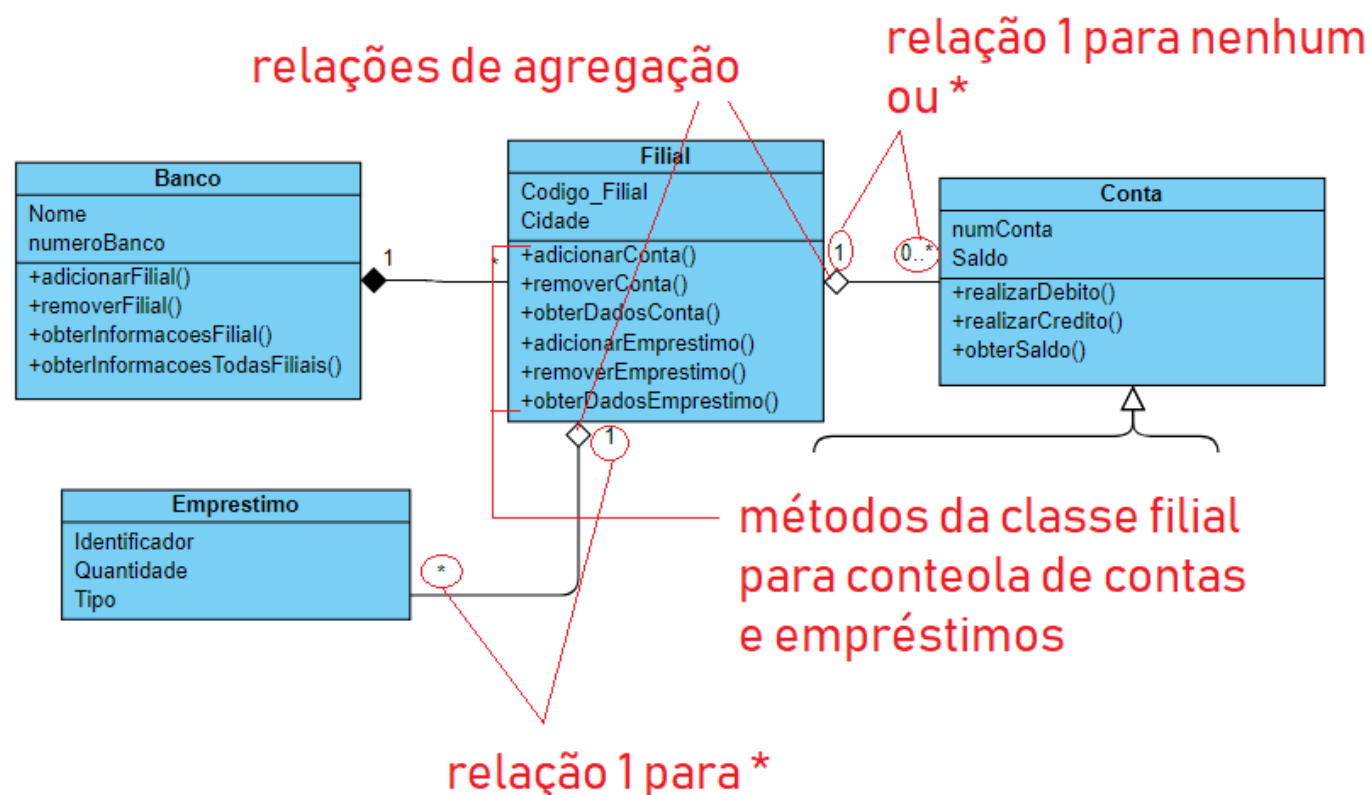 relações de agregação
relação 1 para nenhum
ou *
Banco
Nome
numeroBanco
+adicionarFilial()
+removerFilial()
+obterInformacoesFilial()
+obterInformacoesTodasFiliais()
1
*
Filial
Codigo_Filial
Cidade
+adicionarConta()
+removerConta()
+obterDadosConta()
+adicionarEmprestimo()
+removerEmprestimo()
+obterDadosEmprestimo()
1
0..*
Conta
numConta
Saldo
+realizarDebito()
+realizarCredito()
+obterSaldo()
1
*
Emprestimo
Identificador
Quantidade
Tipo
métodos da classe filial
para conteola de contas
e empréstimos
relação 1 para *